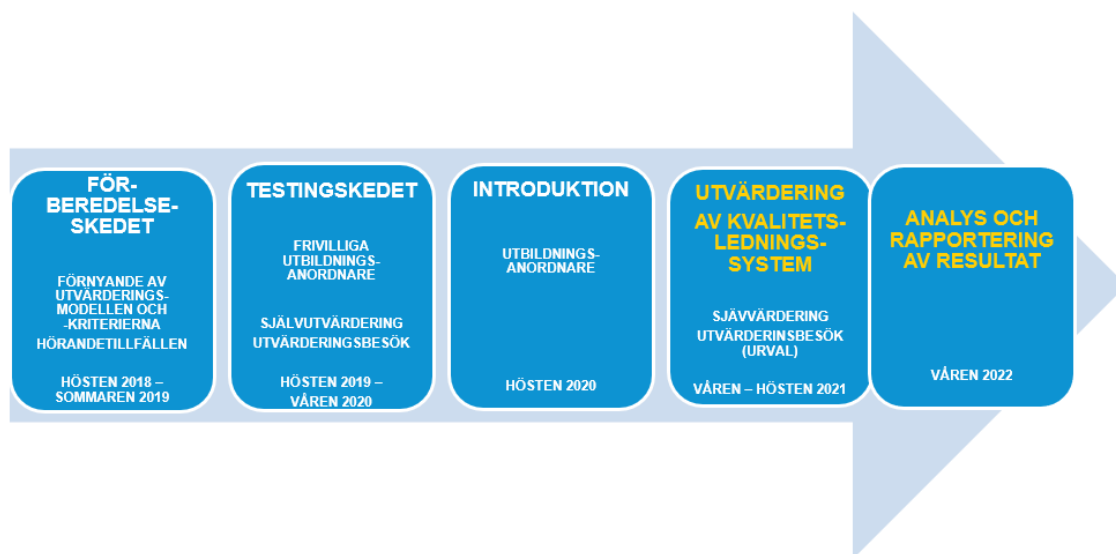 FÖR-
BEREDELSE-
SKEDET
FÖRNYANDE AV
UTVÄRDERINGS-
MODELLEN OCH
-KRITERIERNA
HÖRANDETILLFÄLLEN
HÖSTEN 2018 –
SOMMAREN 2019
TESTINGSKEDET
FRIVILLIGA
UTBILDNINGS-
ANORDNARE
SJÄLVUTVÄRDERING
UTVÄRDERINGSBESÖK
HÖSTEN 2019 –
VÅREN 2020
INTRODUKTION
UTBILDNINGS-
ANORDNARE
HÖSTEN 2020
UTVÄRDERING
AV KVALITETS-
LEDNINGS-
SYSTEM
SJÄVVÄRDERING
UTVÄRDERINSBESÖK
(URVAL)
VÅREN – HÖSTEN 2021
ANALYS OCH
RAPPORTERING
AV RESULTAT
VÅREN 2022